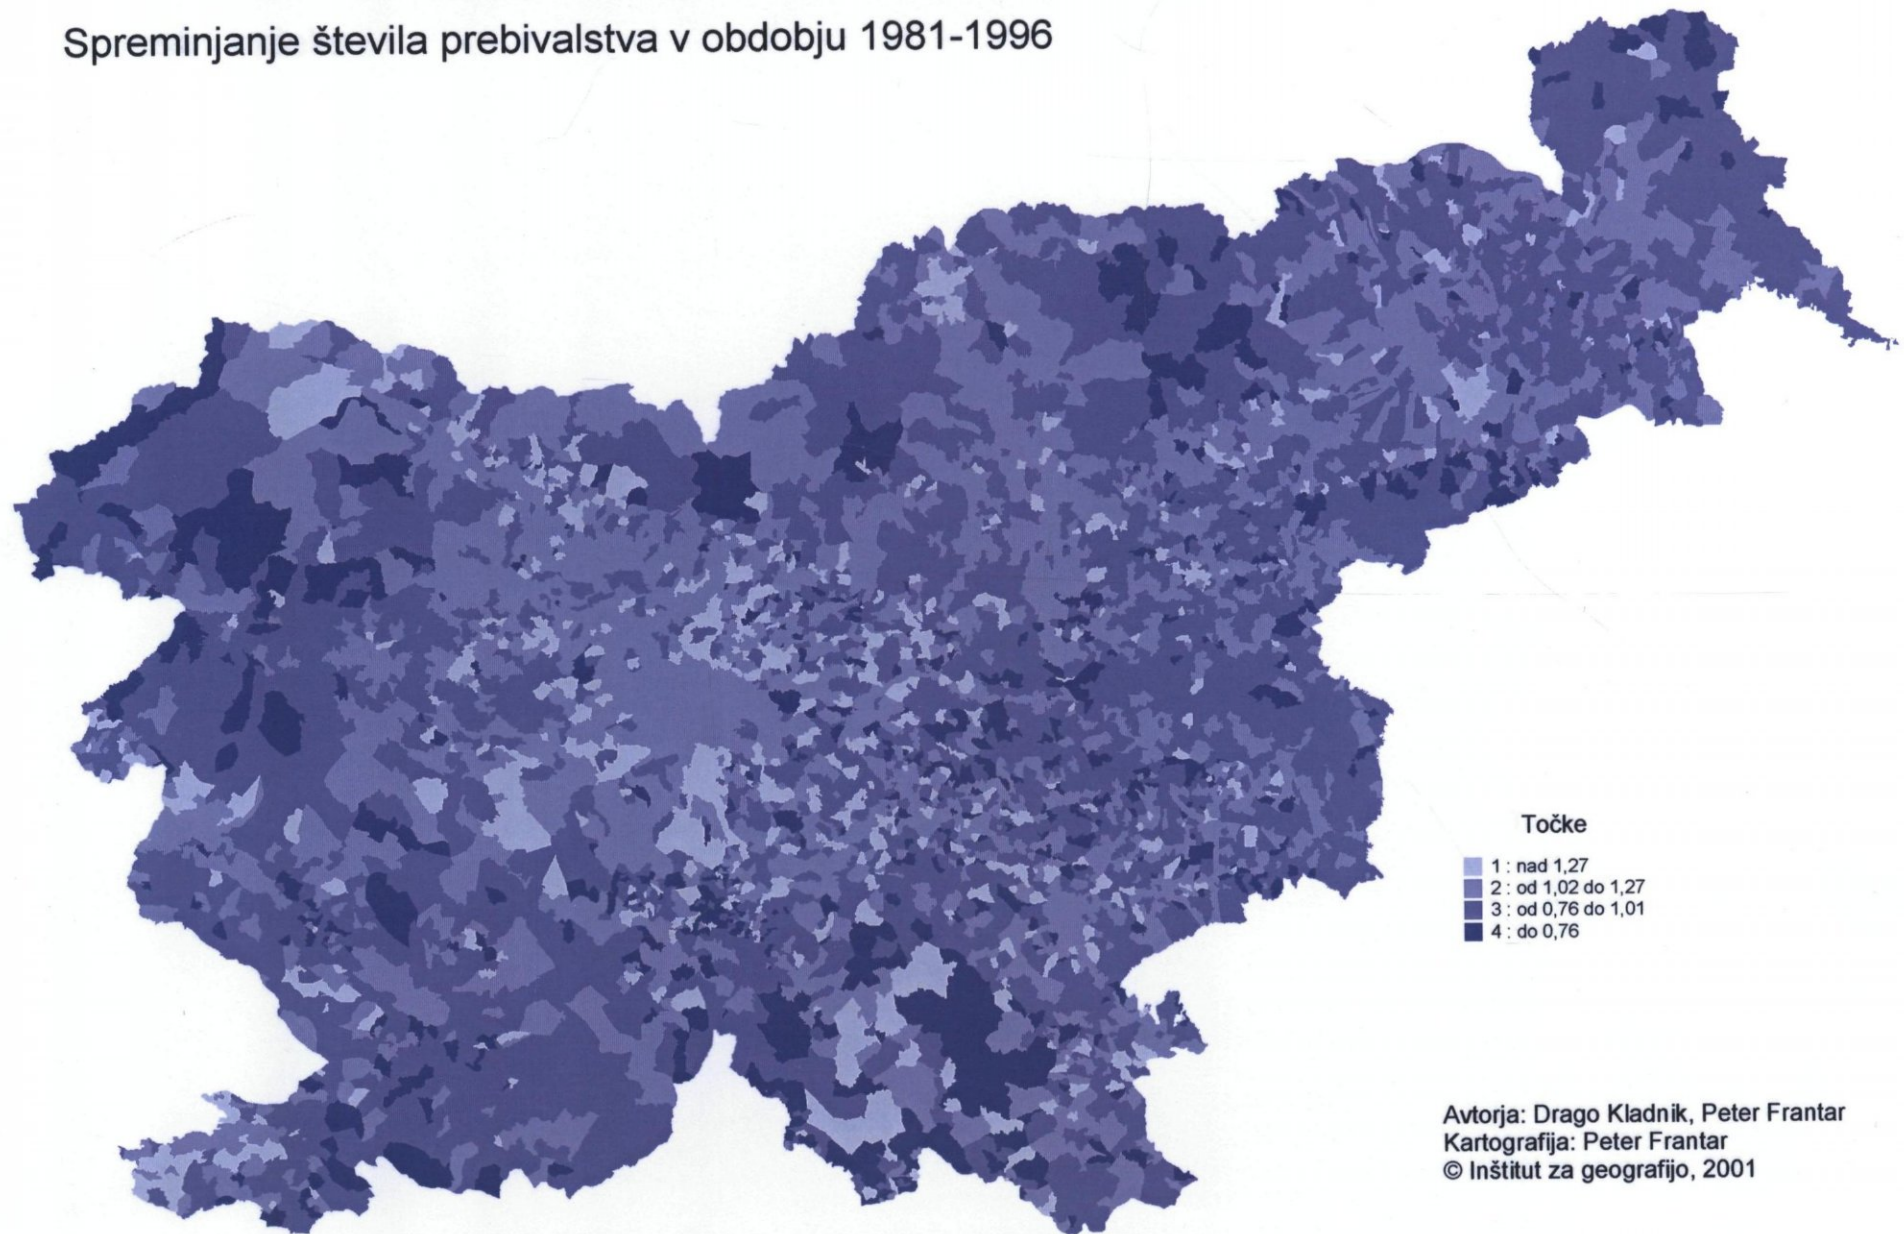 Spreminjanje števila prebivalstva v obdobju 1981-1996
Točke
1 : nad 1,27
2 : od 1,02 do 1,27
3 : od 0,76 do 1,01
4 : do 0,76
Avtorja: Drago Kladnik, Peter Frantar
Kartografija: Peter Frantar
© Inštitut za geografijo, 2001